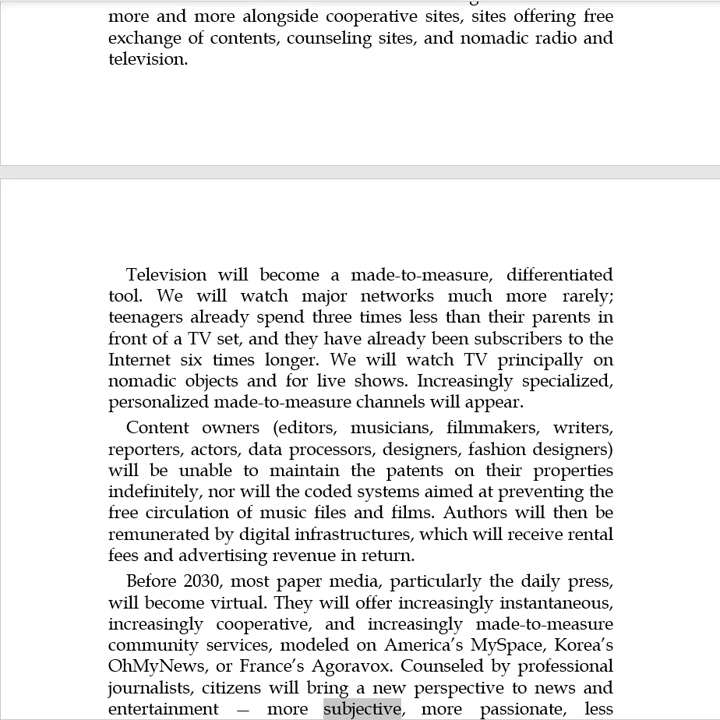 more and more alongside cooperative sites, sites offering free
exchange of contents, counseling sites, and nomadic radio and
television.
Television will become a made-to-measure, differentiated
tool. We will watch major networks much more rarely;
teenagers already spend three times less than their parents in
front of a TV set, and they have already been subscribers to the
Internet six times longer. We will watch TV principally on
nomadic objects and for live shows. Increasingly specialized,
personalized made-to-measure channels will appear.
Content owners (editors, musicians, filmmakers, writers,
reporters, actors, data processors, designers, fashion designers)
will be unable to maintain the patents on their properties
indefinitely, nor will the coded systems aimed at preventing the
free circulation of music files and films. Authors will then be
remunerated by digital infrastructures, which will receive rental
fees and advertising revenue in return.
Before 2030, most paper media, particularly the daily press,
will become virtual. They will offer increasingly instantaneous,
increasingly cooperative, and increasingly made-to-measure
community services, modeled on America’s MySpace, Korea’s
OhMyNews, or France’s Agoravox. Counseled by professional
journalists, citizens will bring a new perspective to news and
entertainment — more subjective, more passionate, less